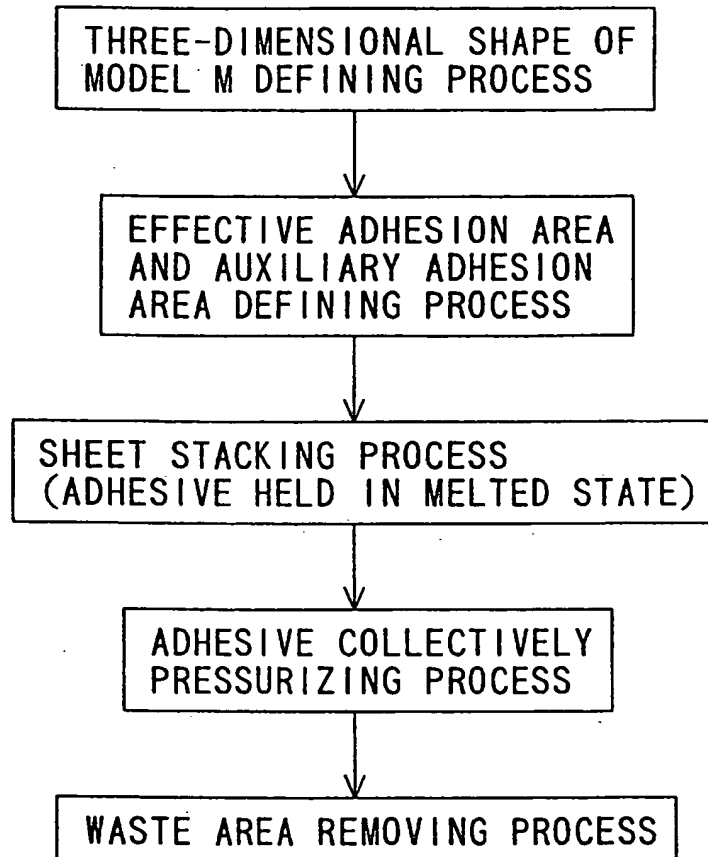 THREE-DIMENSIONAL SHAPE OF
MODEL M DEFINING PROCESS
EFFECTIVE ADHESION AREA
AND AUXILIARY ADHESION
AREA DEFINING PROCESS
SHEET STACKING PROCESS
(ADHESIVE HELD IN MELTED STATE)
ADHESIVE COLLECTIVELY
PRESSURIZING PROCESS
WASTE AREA REMOVING PROCESS